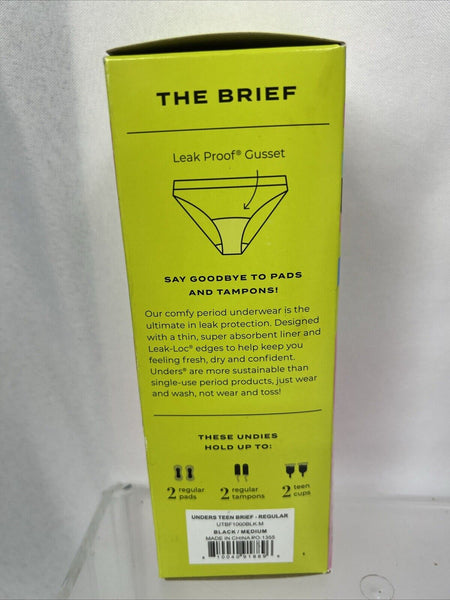 THE BRIEF
Leak Proof® Gusset
SAY GOODBYE TO PADS
AND TAMPONS!
Our comfy period underwear is the
ultimate in leak protection. Designed
with a thin, super absorbent liner and
Leak-Loc® edges to help keep you
feeling fresh, dry and confident.
Unders® are more sustainable than
single-use period products, just wear
and wash, not wear and toss!
THESE UNDIES
HOLD UP TO:
2 regular pads
2 regular tampons
2 teen cups
UNDERS TEEN BRIEF - REGULAR
UTBF1000BLK-M
BLACK / MEDIUM
MADE IN CHINA PO: 1355